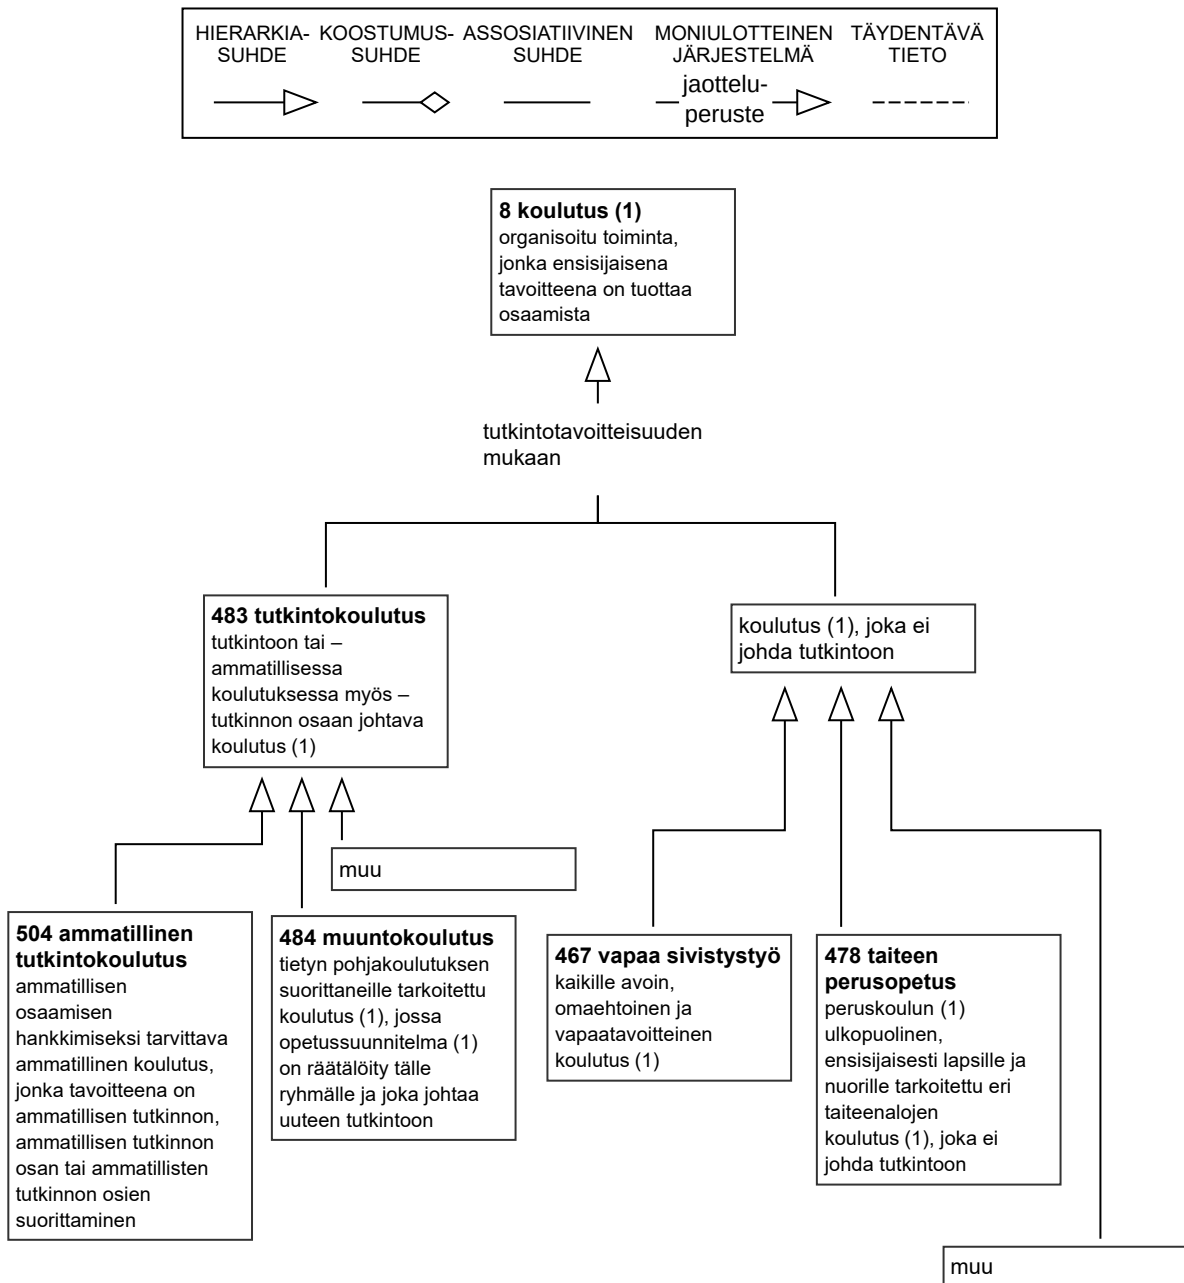 HIERARKIA-
SUHDE
KOOSTUMUS-
SUHDE
ASSOSIATIIVINEN
SUHDE
MONIULOTTEINEN
JÄRJESTELMÄ
jaottelu-
peruste
TÄYDENTÄVÄ
TIETO
8 koulutus (1)
organisoitu toiminta,
jonka ensisijaisena
tavoitteena on tuottaa
osaamista
tutkintotavoitteisuuden
mukaan
483 tutkintokoulutus
tutkintoon tai –
ammatillisessa
koulutuksessa myös –
tutkinnon osaan johtava
koulutus (1)
koulutus (1), joka ei
johda tutkintoon
muu
504 ammatillinen
tutkintokoulutus
ammatillisen
osaamisen
hankkimiseksi tarvittava
ammatillinen koulutus,
jonka tavoitteena on
ammatillisen tutkinnon,
ammatillisen tutkinnon
osan tai ammatillisten
tutkinnon osien
suorittaminen
484 muuntokoulutus
tietyn pohjakoulutuksen
suorittaneille tarkoitettu
koulutus (1), jossa
opetussuunnitelma (1)
on räätälöity tälle
ryhmälle ja joka johtaa
uuteen tutkintoon
467 vapaa sivistystyö
kaikille avoin,
omaehtoinen ja
vapaatavoitteinen
koulutus (1)
478 taiteen
perusopetus
peruskoulun (1)
ulkopuolinen,
ensisijaisesti lapsille ja
nuorille tarkoitettu eri
taiteenalojen
koulutus (1), joka ei
johda tutkintoon
muu